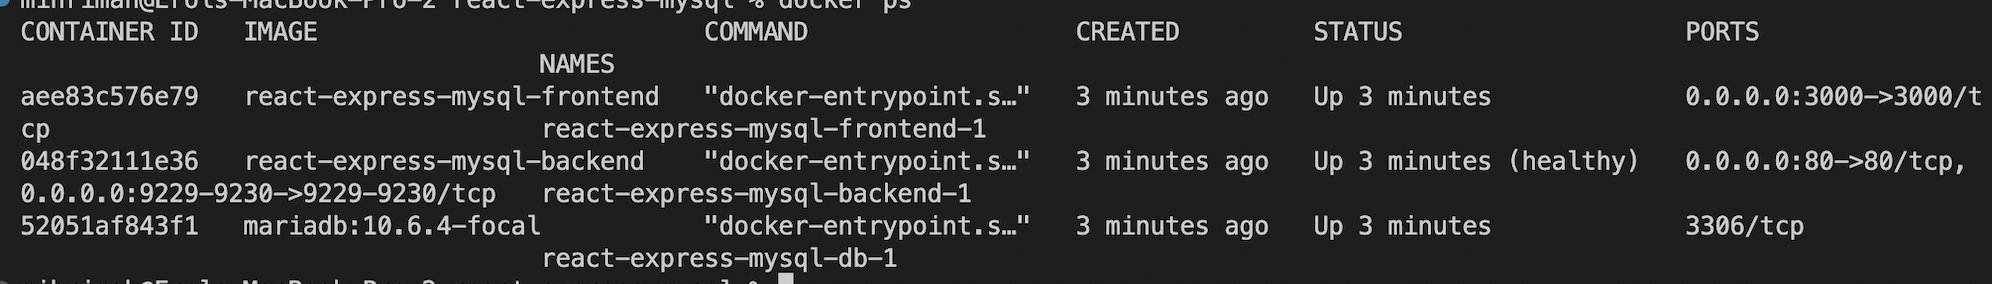 react-express-mysql % docker ps
CONTAINER ID   IMAGE                          COMMAND                  CREATED         STATUS                   PORTS
                                   NAMES
aee83c576e79   react-express-mysql-frontend   "docker-entrypoint.s…"   3 minutes ago   Up 3 minutes             0.0.0.0:3000->3000/t
cp                                 react-express-mysql-frontend-1
048f32111e36   react-express-mysql-backend    "docker-entrypoint.s…"   3 minutes ago   Up 3 minutes (healthy)   0.0.0.0:80->80/tcp,
0.0.0.0:9229-9230->9229-9230/tcp   react-express-mysql-backend-1
52051af843f1   mariadb:10.6.4-focal           "docker-entrypoint.s…"   3 minutes ago   Up 3 minutes             3306/tcp
                                   react-express-mysql-db-1